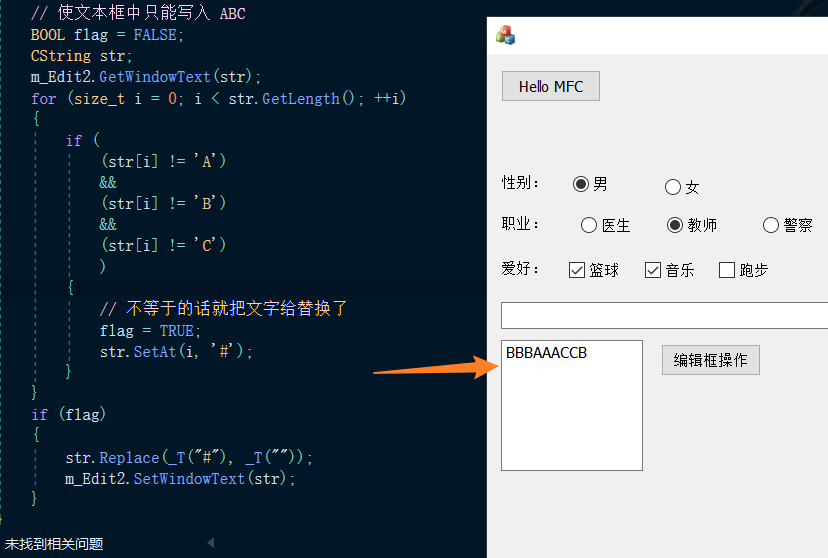 // 使文本框中只能写入 ABC
BOOL flag = FALSE;
CString str;
m_Edit2.GetWindowText(str);
for (size_t i = 0; i < str.GetLength(); ++i)
{
if (
(str[i] != 'A')
&&
(str[i] != 'B')
&&
(str[i] != 'C')
)
{
// 不等于的话就把文字给替换了
flag = TRUE;
str.SetAt(i, '#');
}
}
if (flag)
{
str.Replace(_T("#"), _T(""));
m_Edit2.SetWindowText(str);
}
}
未找到相关问题
Hello MFC
性别： 男 女
职业： 医生 教师 警察
爱好： 篮球 音乐 跑步
BBBAAACCB
编辑框操作